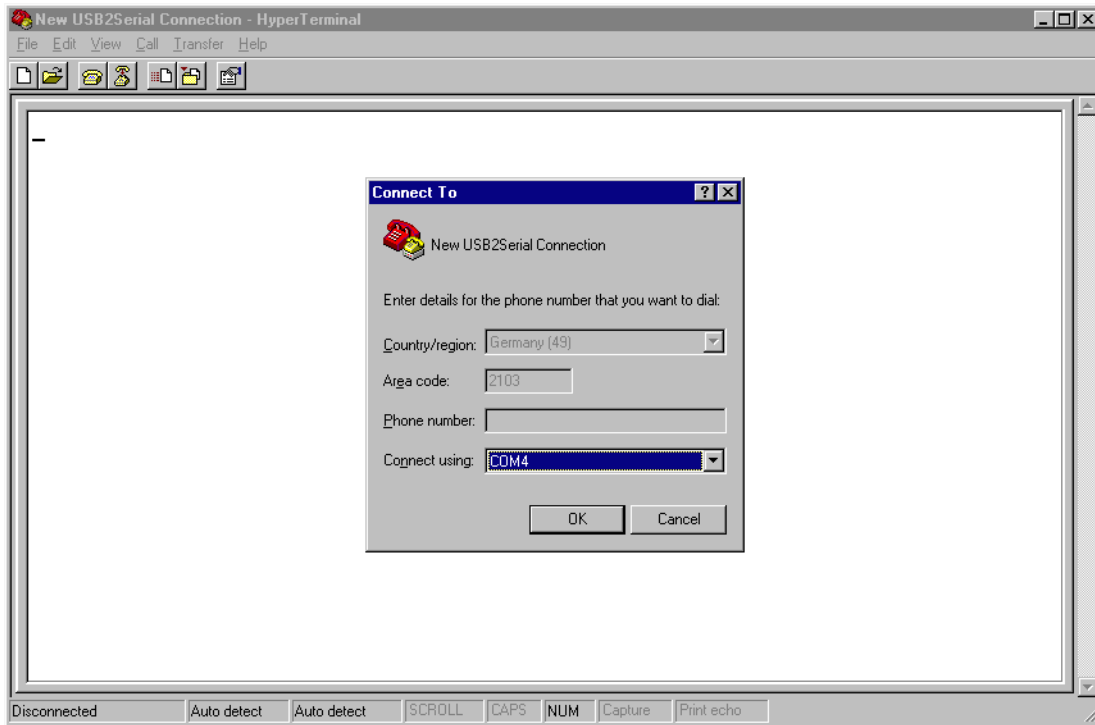 New USB2Serial Connection - HyperTerminal
File Edit View Call Transfer Help
Connect To
New USB2Serial Connection
Enter details for the phone number that you want to dial:
Country/region: Germany (49)
Area code: 2103
Phone number:
Connect using: COM4
OK Cancel
Disconnected Auto detect Auto detect SCROLL CAPS NUM Capture Print echo